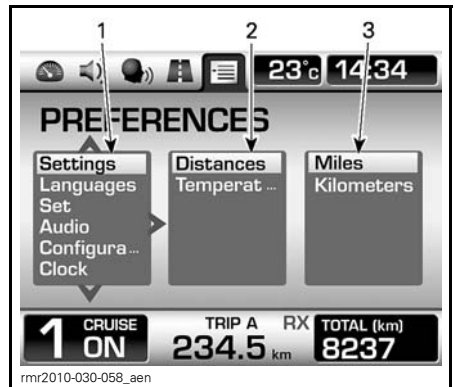 1 2 3
23°c 14:34
PREFERENCES
Settings Distances Miles
Languages Temperat ... Kilometers
Set
Audio
Configura ...
Clock
1 CRUISE ON TRIP A 234.5 km RX TOTAL (km) 8237
rmr2010-030-058_aen